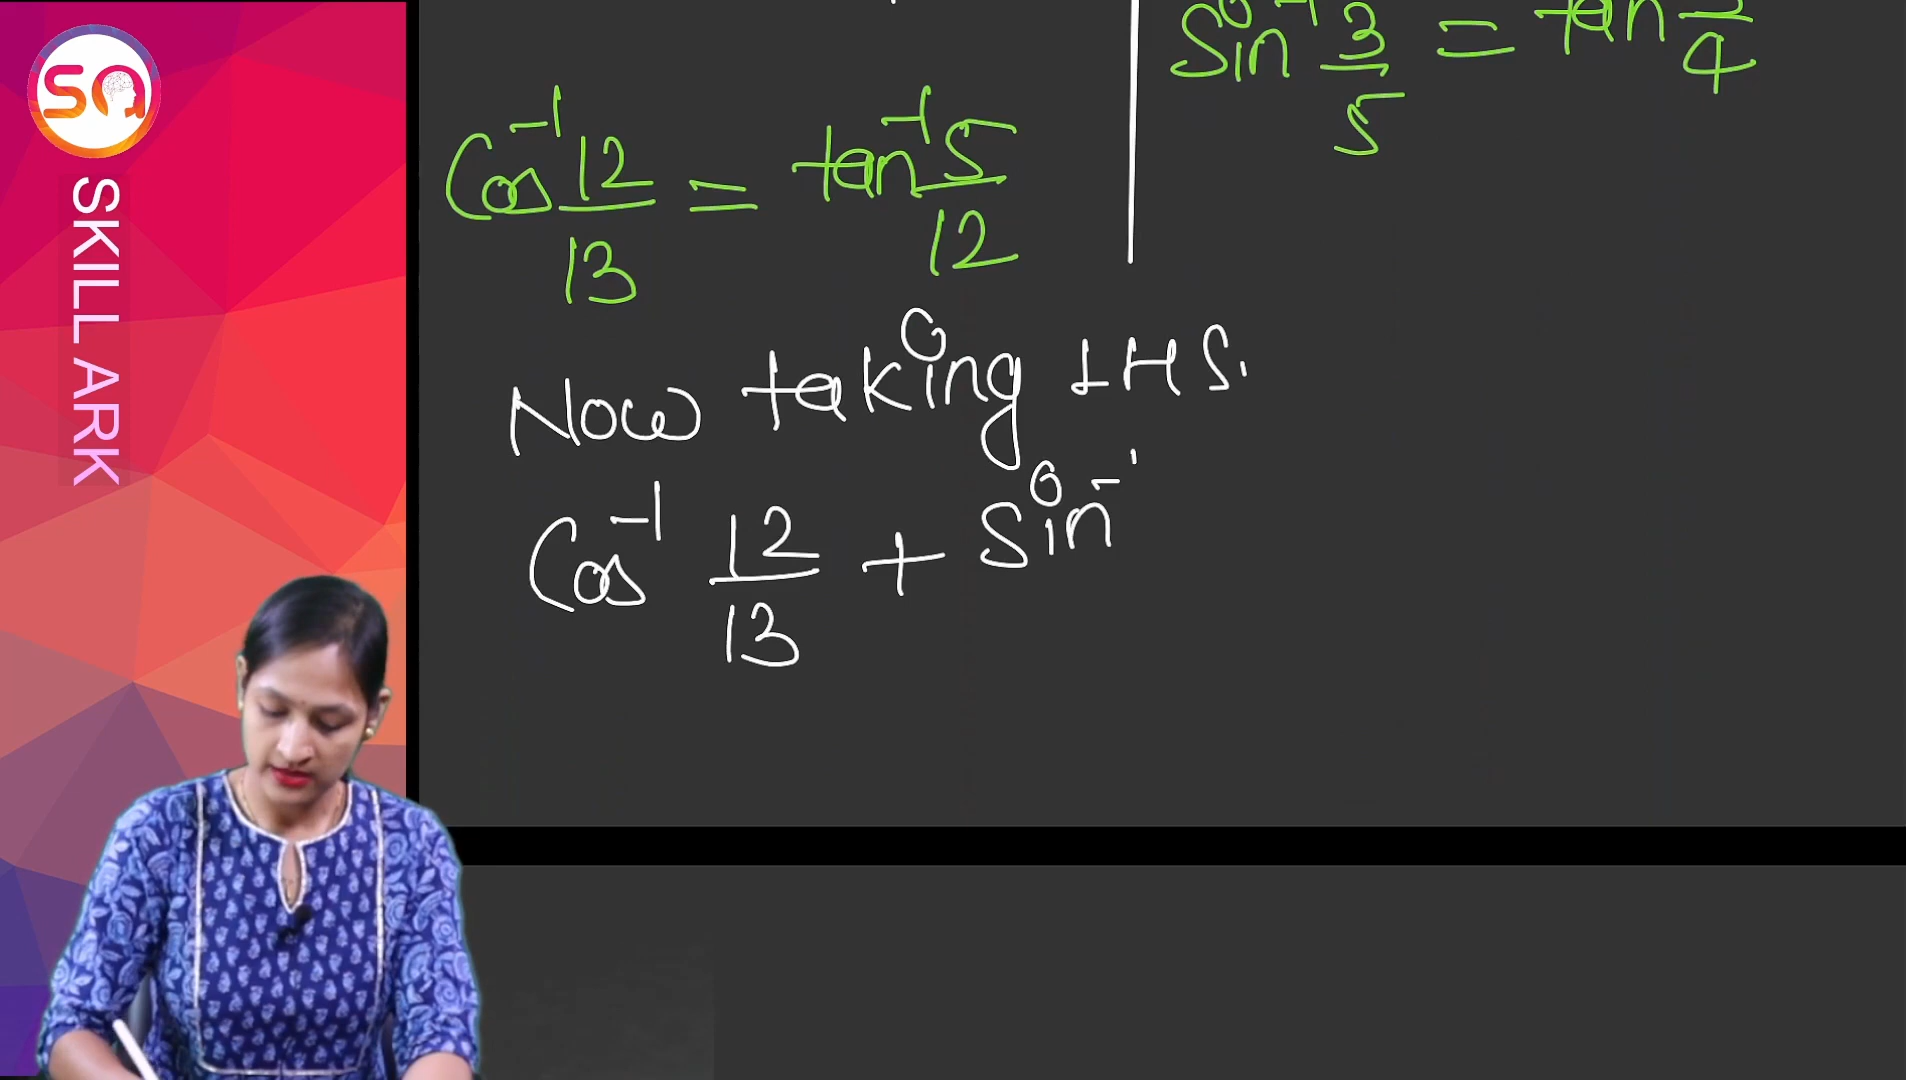 SQ
SKILL ARK
Sin⁻¹ 3/5 = tan 3/4
Cos⁻¹ 12/13 = tan⁻¹ 5/12
Now taking LHS.
Cos⁻¹ 12/13 + Sin⁻¹